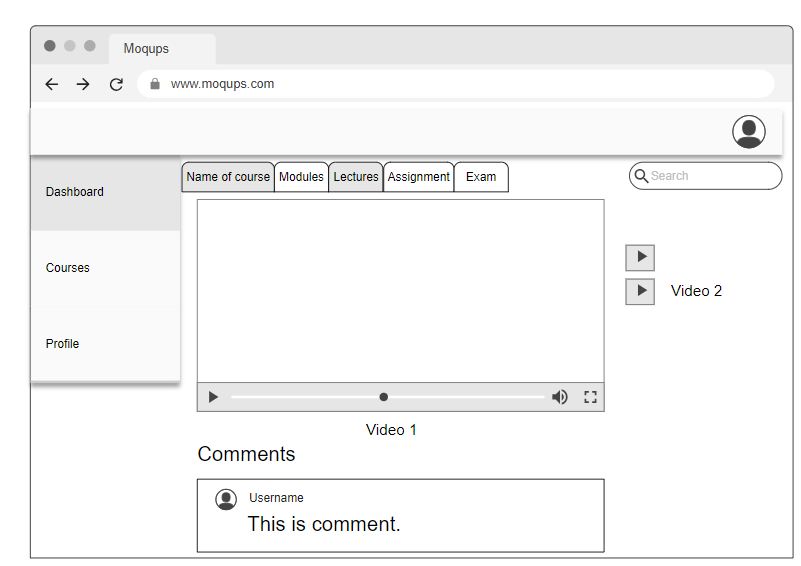 Moqups
www.moqups.com
Dashboard
Courses
Profile
Name of course
Modules
Lectures
Assignment
Exam
Search
Video 2
Video 1
Comments
Username
This is comment.